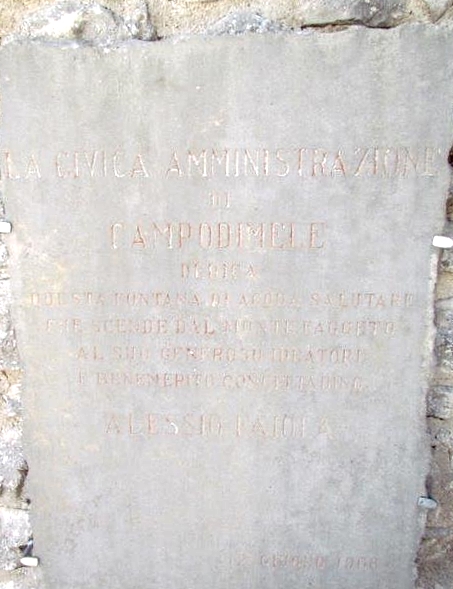 LA CIVICA AMMINISTRAZIONE
DI
CAMPODIMELE
DEDICA
QUESTA FONTANA DI ACQUA SALUTARE
CHE SCENDE DAL MONTE FAGGETO
AL SUO GENEROSO IDEATORE
E BENEMERITO CONCITTADINO
ALESSIO PAIOLA
GIUGNO